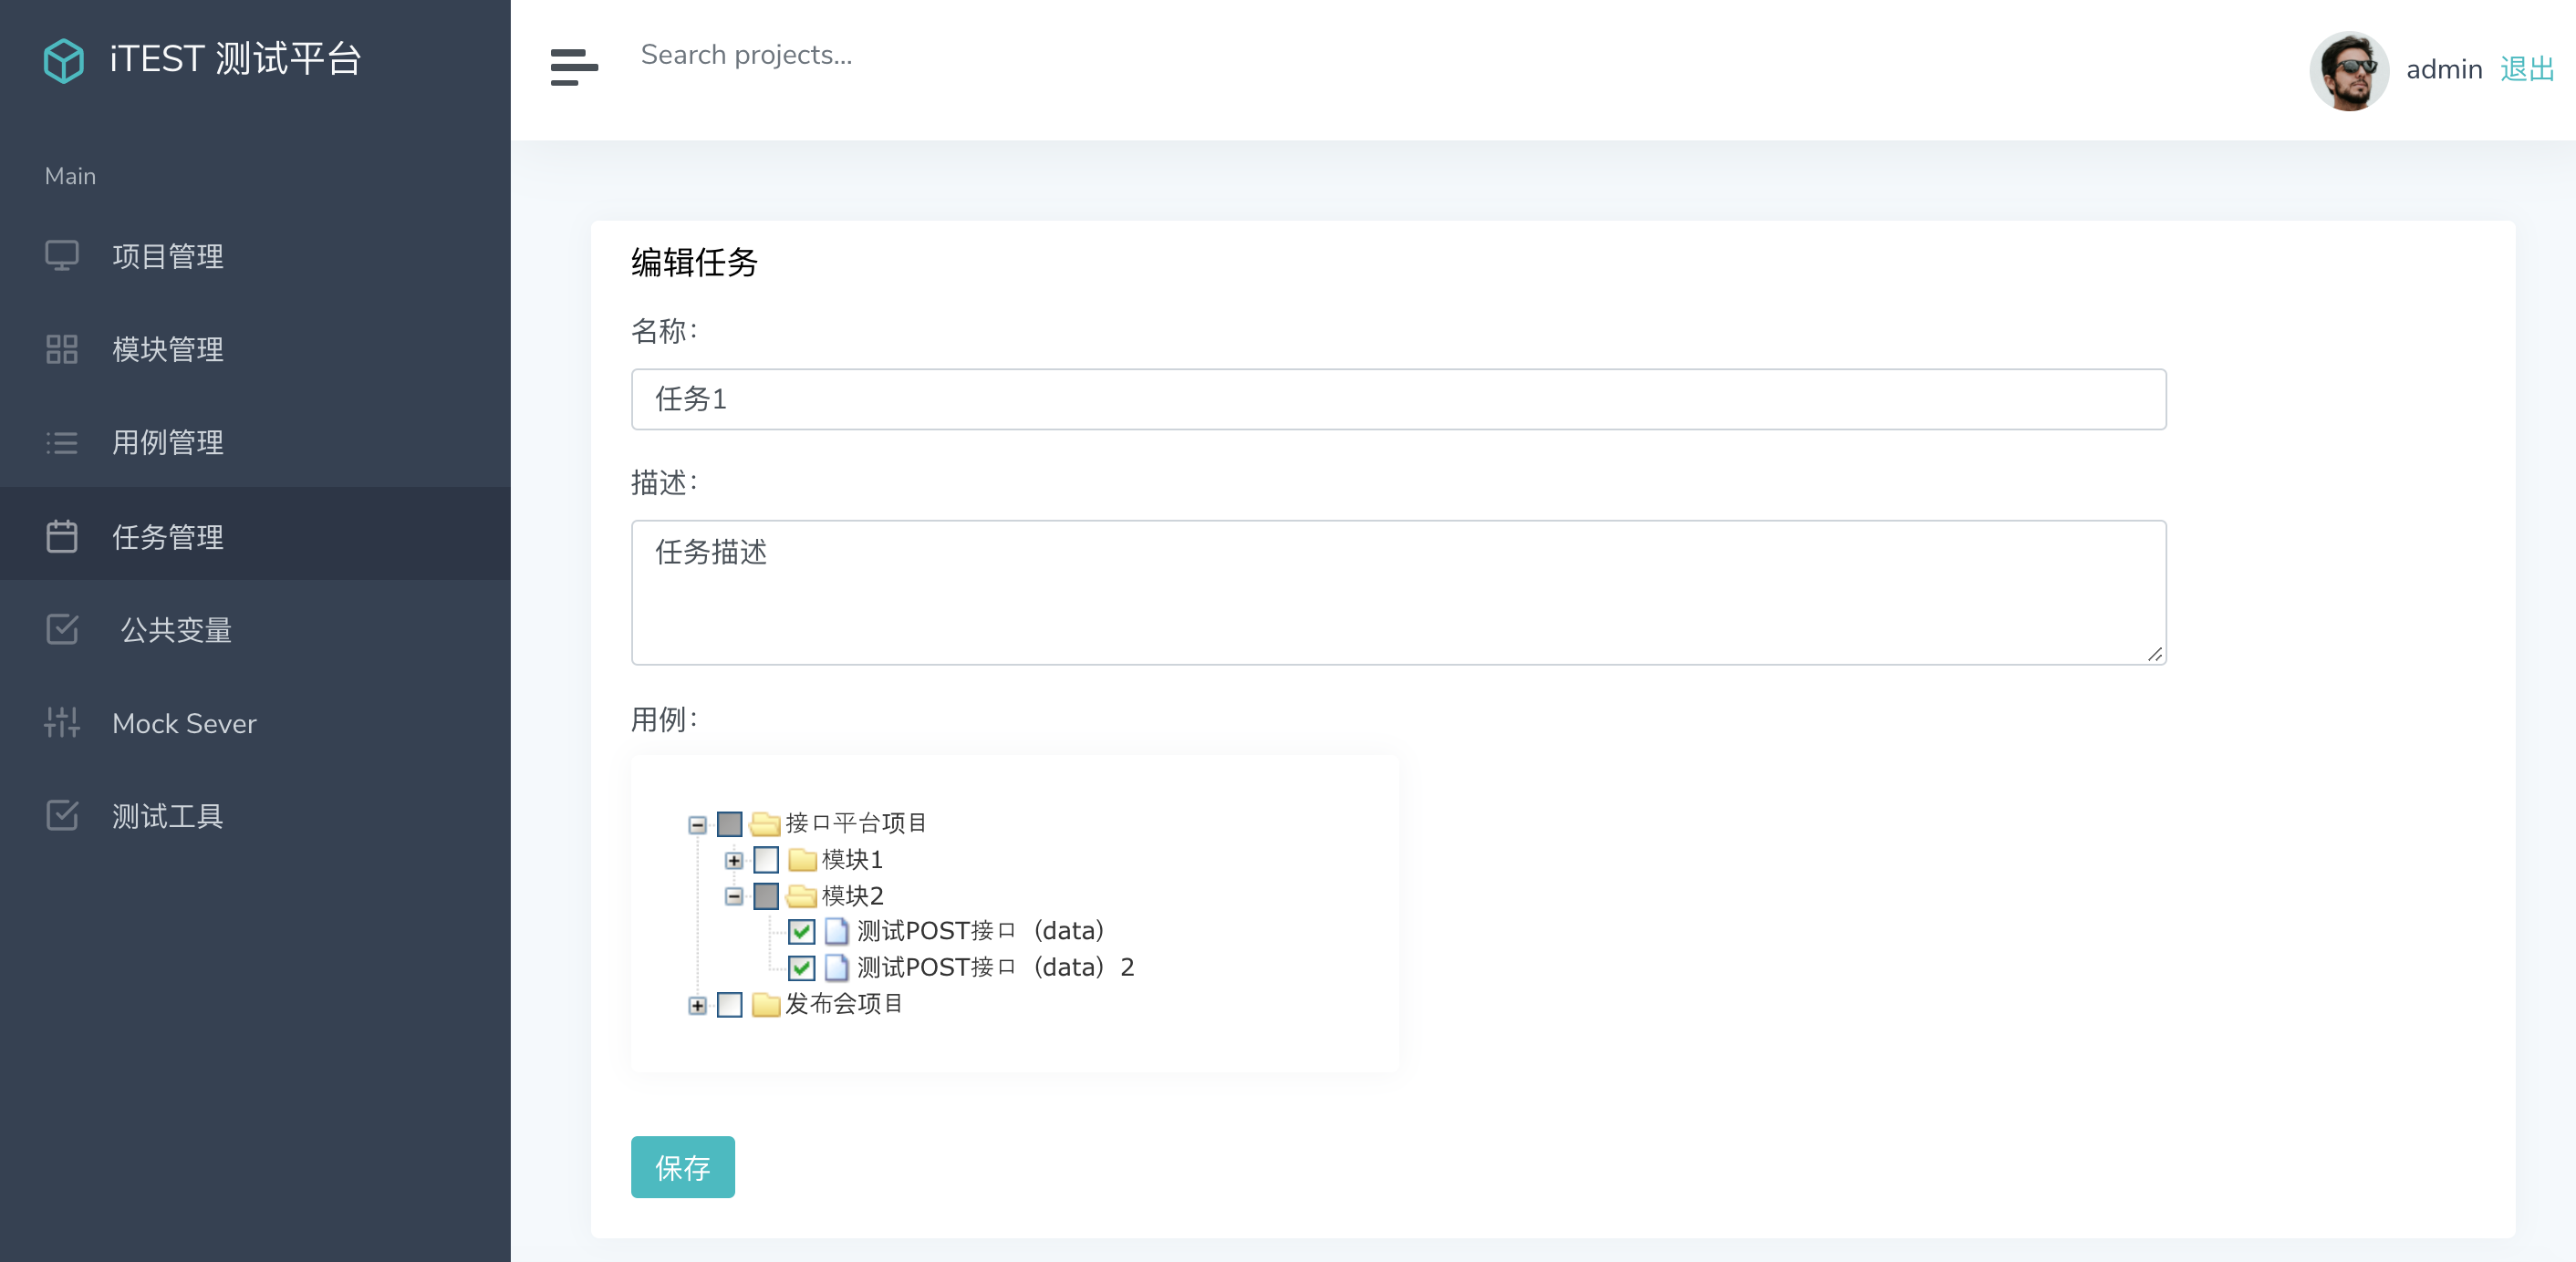 iTEST 测试平台
Search projects...
admin 退出
Main
项目管理
模块管理
用例管理
任务管理
公共变量
Mock Sever
测试工具
编辑任务
名称：
任务1
描述：
任务描述
用例：
接口平台项目
模块1
模块2
测试POST接口（data）
测试POST接口（data）2
发布会项目
保存